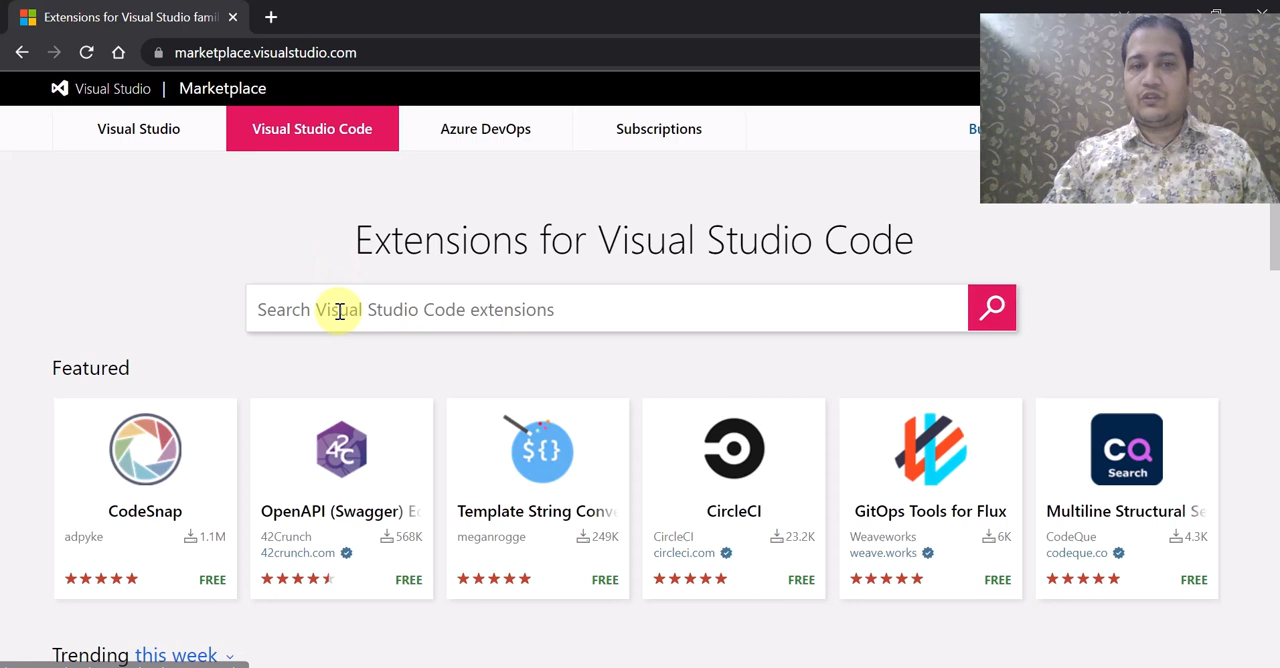 Extensions for Visual Studio fami
marketplace.visualstudio.com
Visual Studio | Marketplace
Visual Studio
Visual Studio Code
Azure DevOps
Subscriptions
Extensions for Visual Studio Code
Search Visual Studio Code extensions
Featured
42c
${}
CQ
Search
CodeSnap
OpenAPI (Swagger) E
Template String Conve
CircleCI
GitOps Tools for Flux
Multiline Structural Se
adpyke 1.1M
42Crunch 568K
meganrogge 249K
CircleCI 23.2K
Weaveworks 6K
CodeQue 4.3K
42crunch.com
circleci.com
weave.works
codeque.co
FREE
FREE
FREE
FREE
FREE
FREE
Trending this week